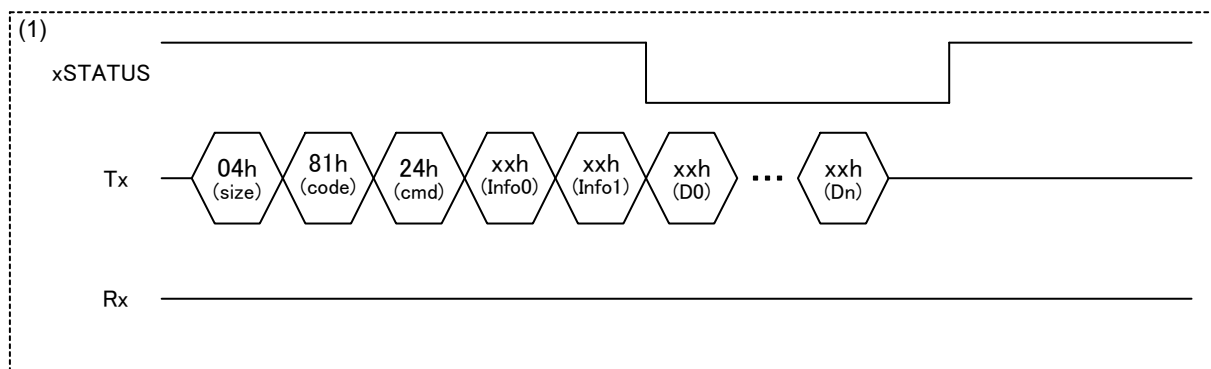 (1)
xSTATUS
Tx
04h
(size)
81h
(code)
24h
(cmd)
xxh
(Info0)
xxh
(Info1)
xxh
(D0)
...
xxh
(Dn)
Rx